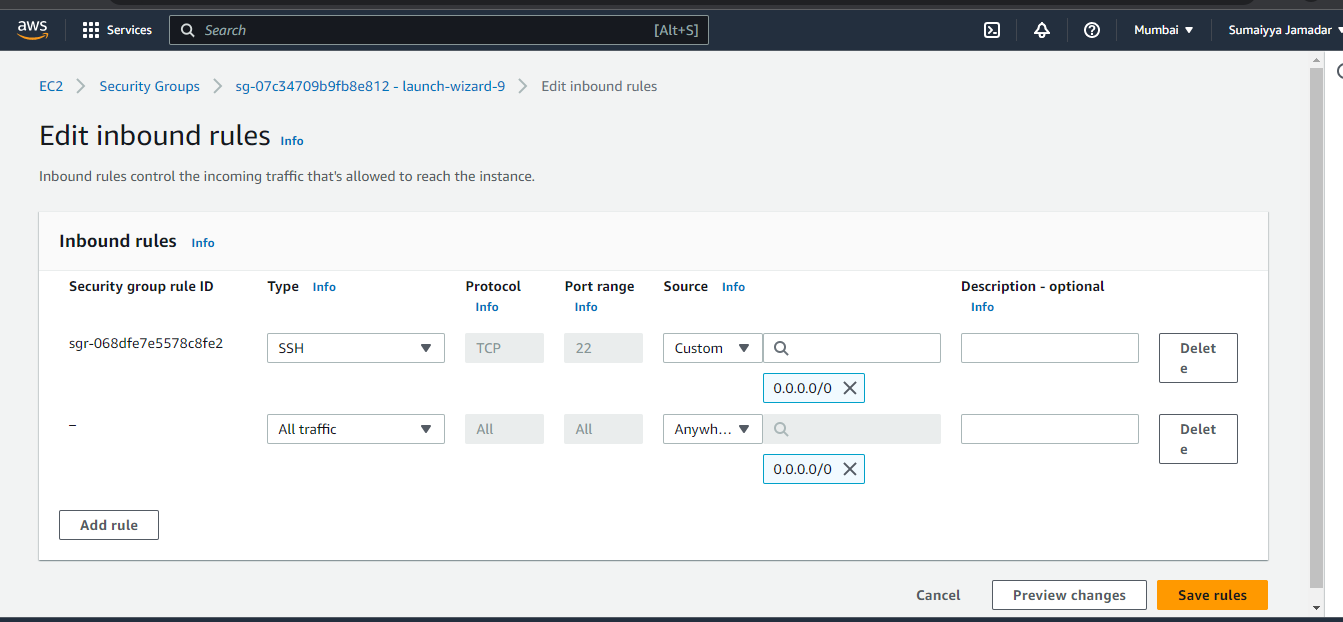 aws Services Search [Alt+S] Mumbai Sumaiyya Jamadar
EC2 Security Groups sg-07c34709b9fb8e812 - launch-wizard-9 Edit inbound rules
Edit inbound rules Info
Inbound rules control the incoming traffic that's allowed to reach the instance.
Inbound rules Info
Security group rule ID Type Info Protocol Port range Source Info Description - optional
Info Info Info
sgr-068dfe7e5578c8fe2 SSH TCP 22 Custom Delet
e
0.0.0.0/0
– All traffic All All Anywh... Delet
e
0.0.0.0/0
Add rule
Cancel Preview changes Save rules